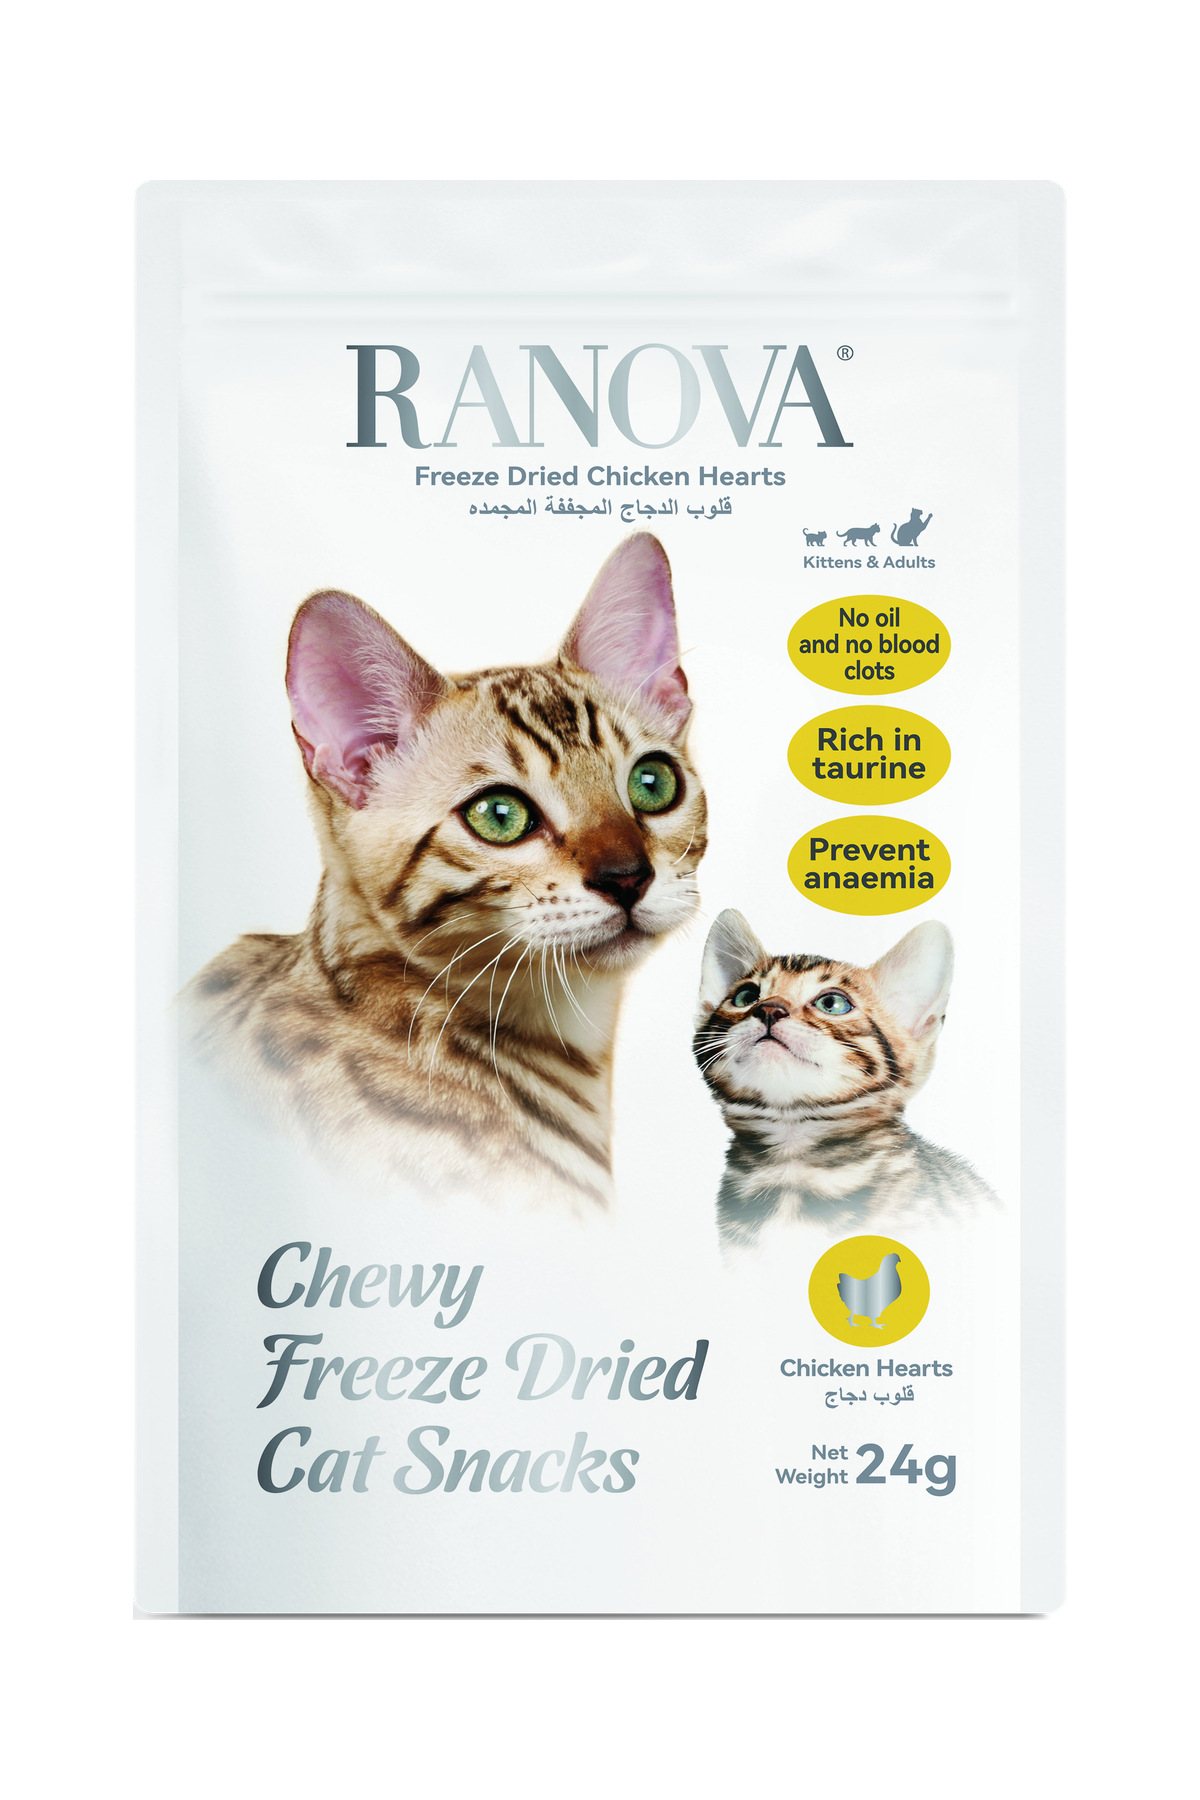 RANOVA®
Freeze Dried Chicken Hearts
قلوب الدجاج المجففة المجمده
Kittens & Adults
No oil
and no blood
clots
Rich in
taurine
Prevent
anaemia
Chewy
Freeze Dried
Cat Snacks
Chicken Hearts
قلوب دجاج
Net
Weight 24g